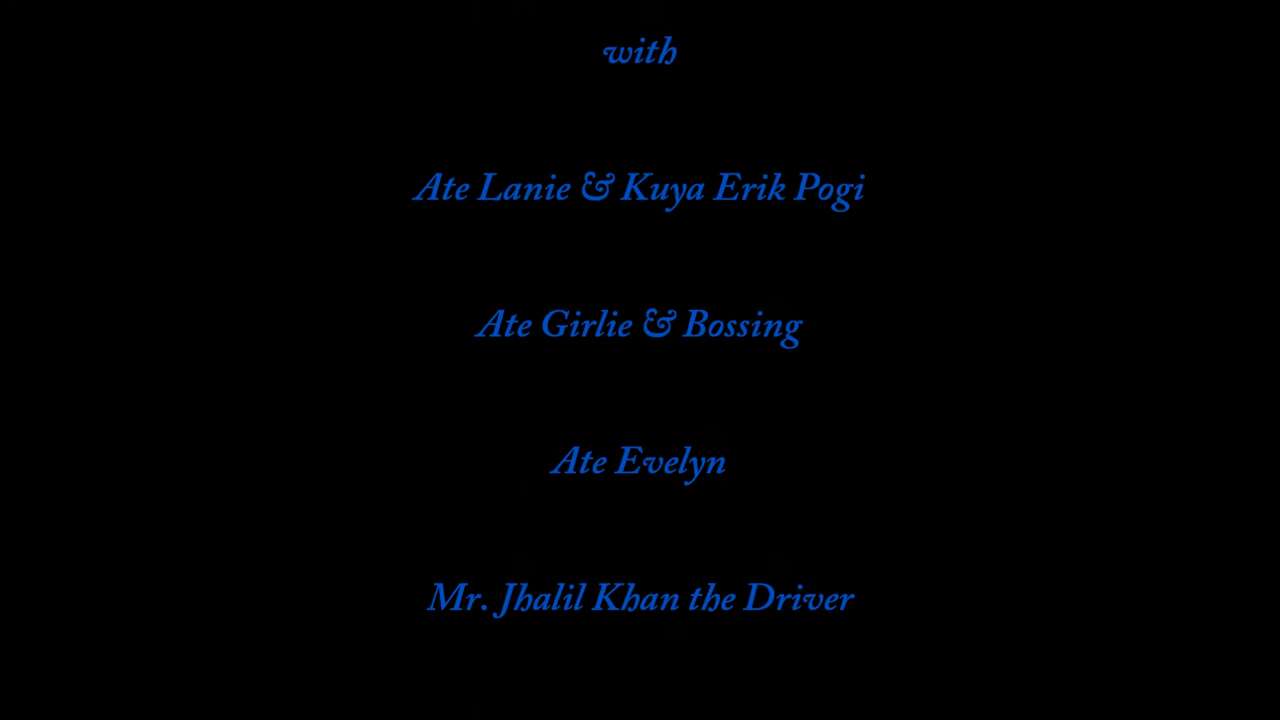 with
Ate Lanie & Kuya Erik Pogi
Ate Girlie & Bossing
Ate Evelyn
Mr. Jhalil Khan the Driver